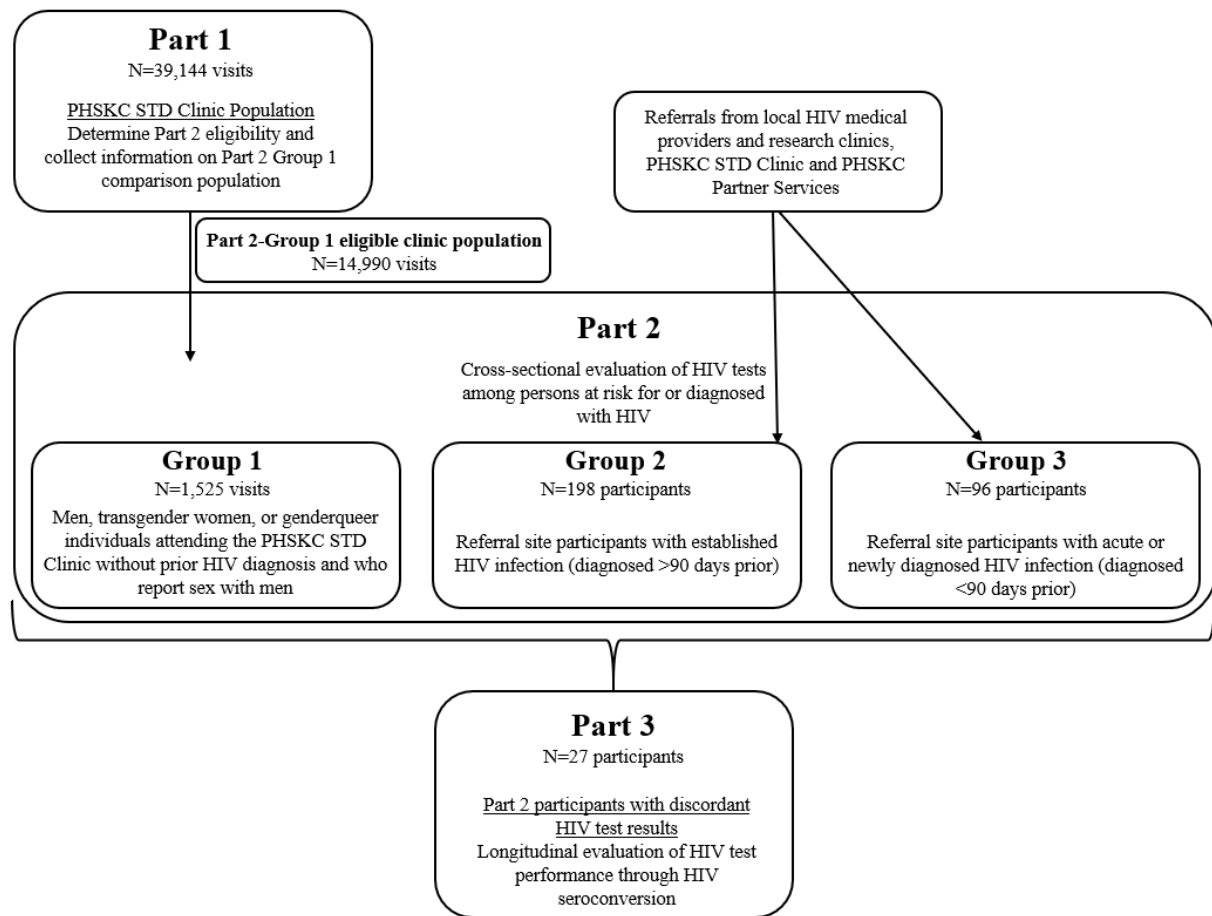 Part 1
N=39,144 visits
PHSKC STD Clinic Population
Determine Part 2 eligibility and
collect information on Part 2 Group 1
comparison population
Referrals from local HIV medical
providers and research clinics,
PHSKC STD Clinic and PHSKC
Partner Services
Part 2-Group 1 eligible clinic population
N=14,990 visits
Part 2
Cross-sectional evaluation of HIV tests
among persons at risk for or diagnosed
with HIV
Group 1
N=1,525 visits
Men, transgender women, or genderqueer
individuals attending the PHSKC STD
Clinic without prior HIV diagnosis and who
report sex with men
Group 2
N=198 participants
Referral site participants with established
HIV infection (diagnosed >90 days prior)
Group 3
N=96 participants
Referral site participants with acute or
newly diagnosed HIV infection (diagnosed
<90 days prior)
Part 3
N=27 participants
Part 2 participants with discordant
HIV test results
Longitudinal evaluation of HIV test
performance through HIV
seroconversion